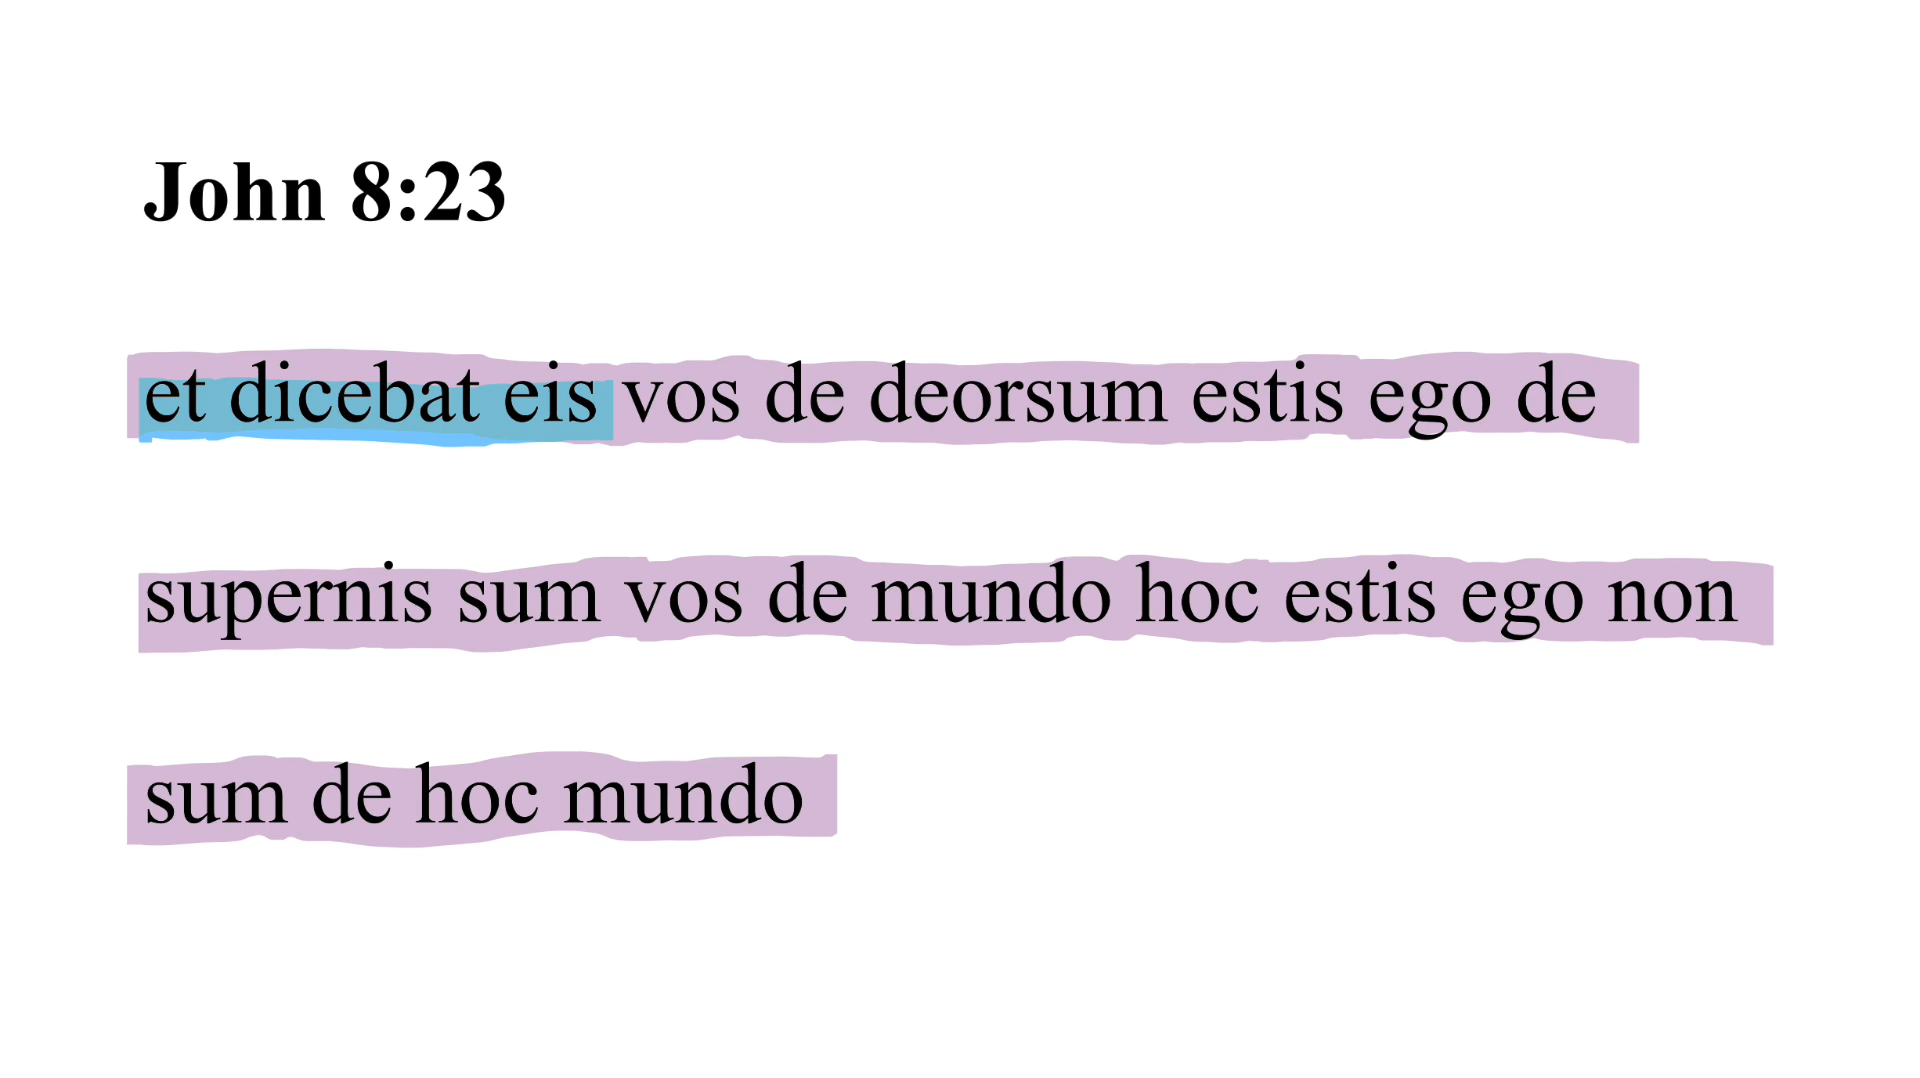 John 8:23
et dicebat eis vos de deorsum estis ego de
supernis sum vos de mundo hoc estis ego non
sum de hoc mundo